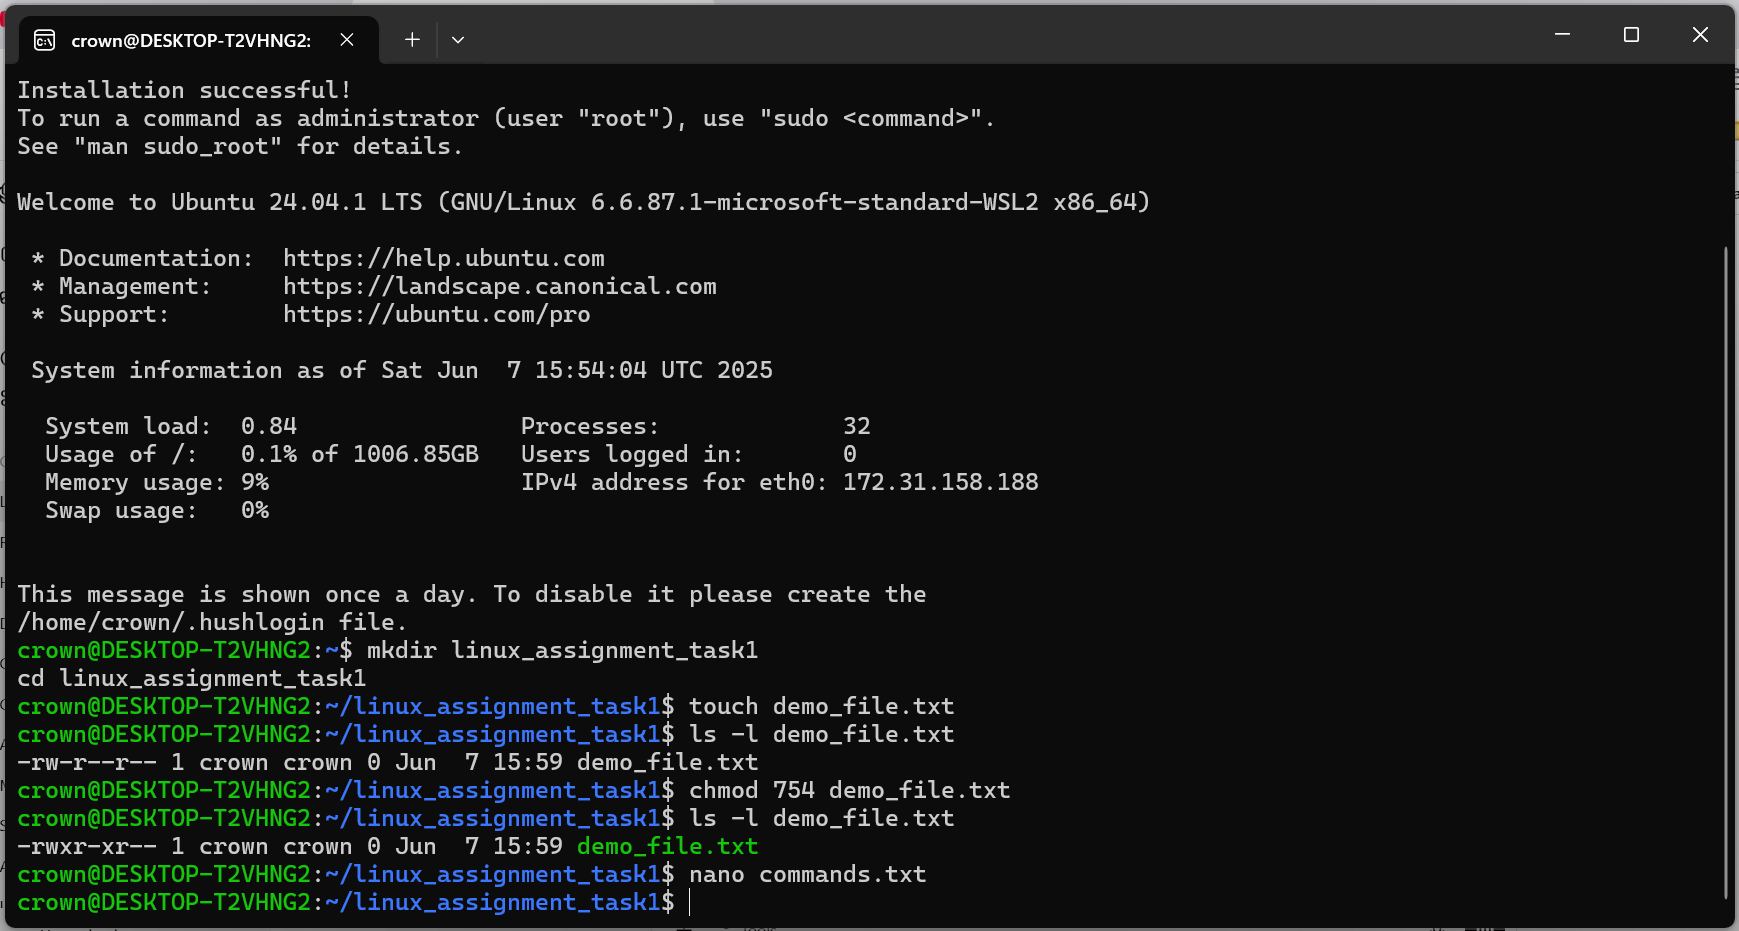 crown@DESKTOP-T2VHNG2:
Installation successful!
To run a command as administrator (user "root"), use "sudo <command>".
See "man sudo_root" for details.
Welcome to Ubuntu 24.04.1 LTS (GNU/Linux 6.6.87.1-microsoft-standard-WSL2 x86_64)
* Documentation:  https://help.ubuntu.com
* Management:     https://landscape.canonical.com
* Support:        https://ubuntu.com/pro
System information as of Sat Jun  7 15:54:04 UTC 2025
System load:  0.84                Processes:             32
Usage of /:   0.1% of 1006.85GB   Users logged in:       0
Memory usage: 9%                  IPv4 address for eth0: 172.31.158.188
Swap usage:   0%
This message is shown once a day. To disable it please create the
/home/crown/.hushlogin file.
crown@DESKTOP-T2VHNG2:~$ mkdir linux_assignment_task1
cd linux_assignment_task1
crown@DESKTOP-T2VHNG2:~/linux_assignment_task1$ touch demo_file.txt
crown@DESKTOP-T2VHNG2:~/linux_assignment_task1$ ls -l demo_file.txt
-rw-r--r-- 1 crown crown 0 Jun  7 15:59 demo_file.txt
crown@DESKTOP-T2VHNG2:~/linux_assignment_task1$ chmod 754 demo_file.txt
crown@DESKTOP-T2VHNG2:~/linux_assignment_task1$ ls -l demo_file.txt
-rwxr-xr-- 1 crown crown 0 Jun  7 15:59 demo_file.txt
crown@DESKTOP-T2VHNG2:~/linux_assignment_task1$ nano commands.txt
crown@DESKTOP-T2VHNG2:~/linux_assignment_task1$